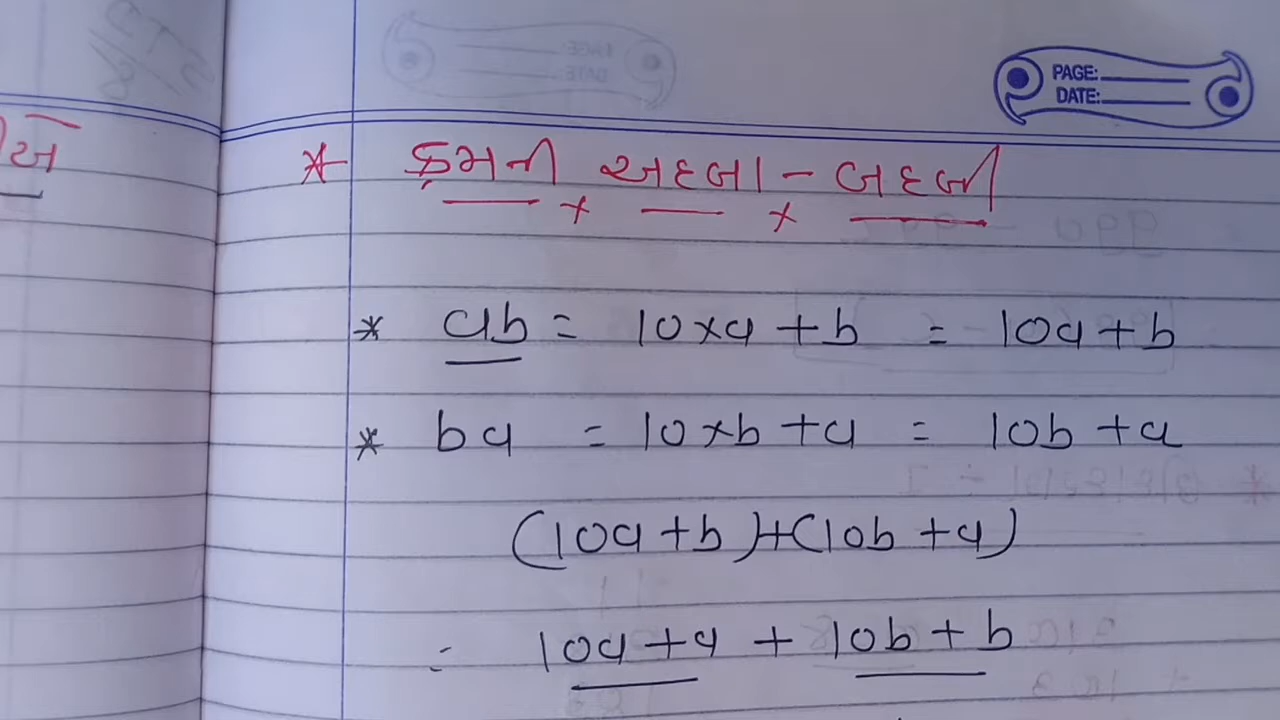 PAGE:
DATE:
* ક્રમની અદલા - બદલી
* ab = 10×a + b = 10a + b
* ba = 10×b + a = 10b + a
(10a + b) + (10b + a)
= 10a + a + 10b + b